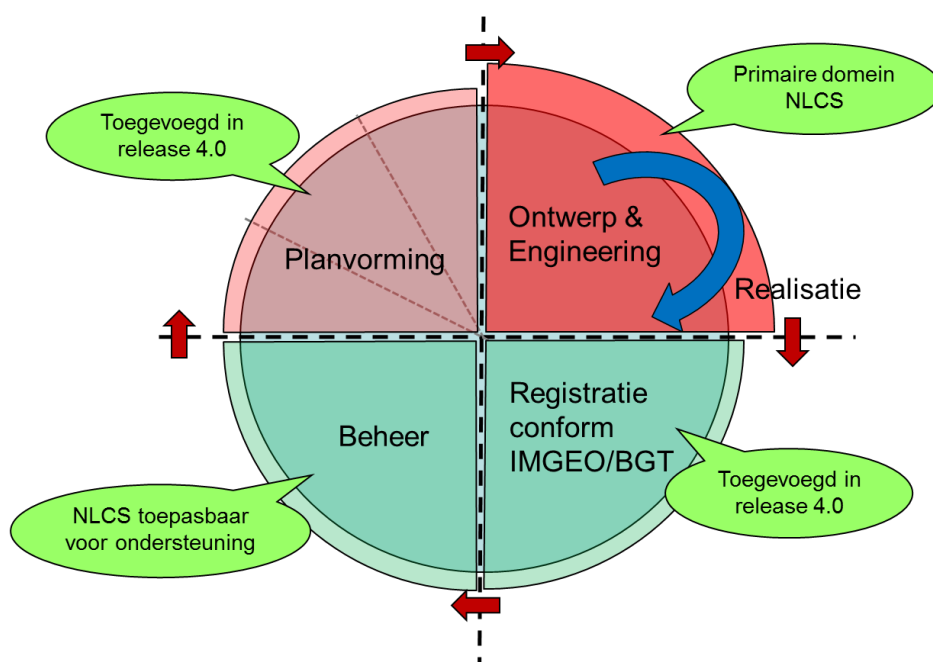 Primaire domein
NLCS
Toegevoegd in
release 4.0
Ontwerp &
Engineering
Planvorming
Realisatie
Registratie
conform
IMGEO/BGT
Beheer
Toegevoegd in
release 4.0
NLCS toepasbaar
voor ondersteuning